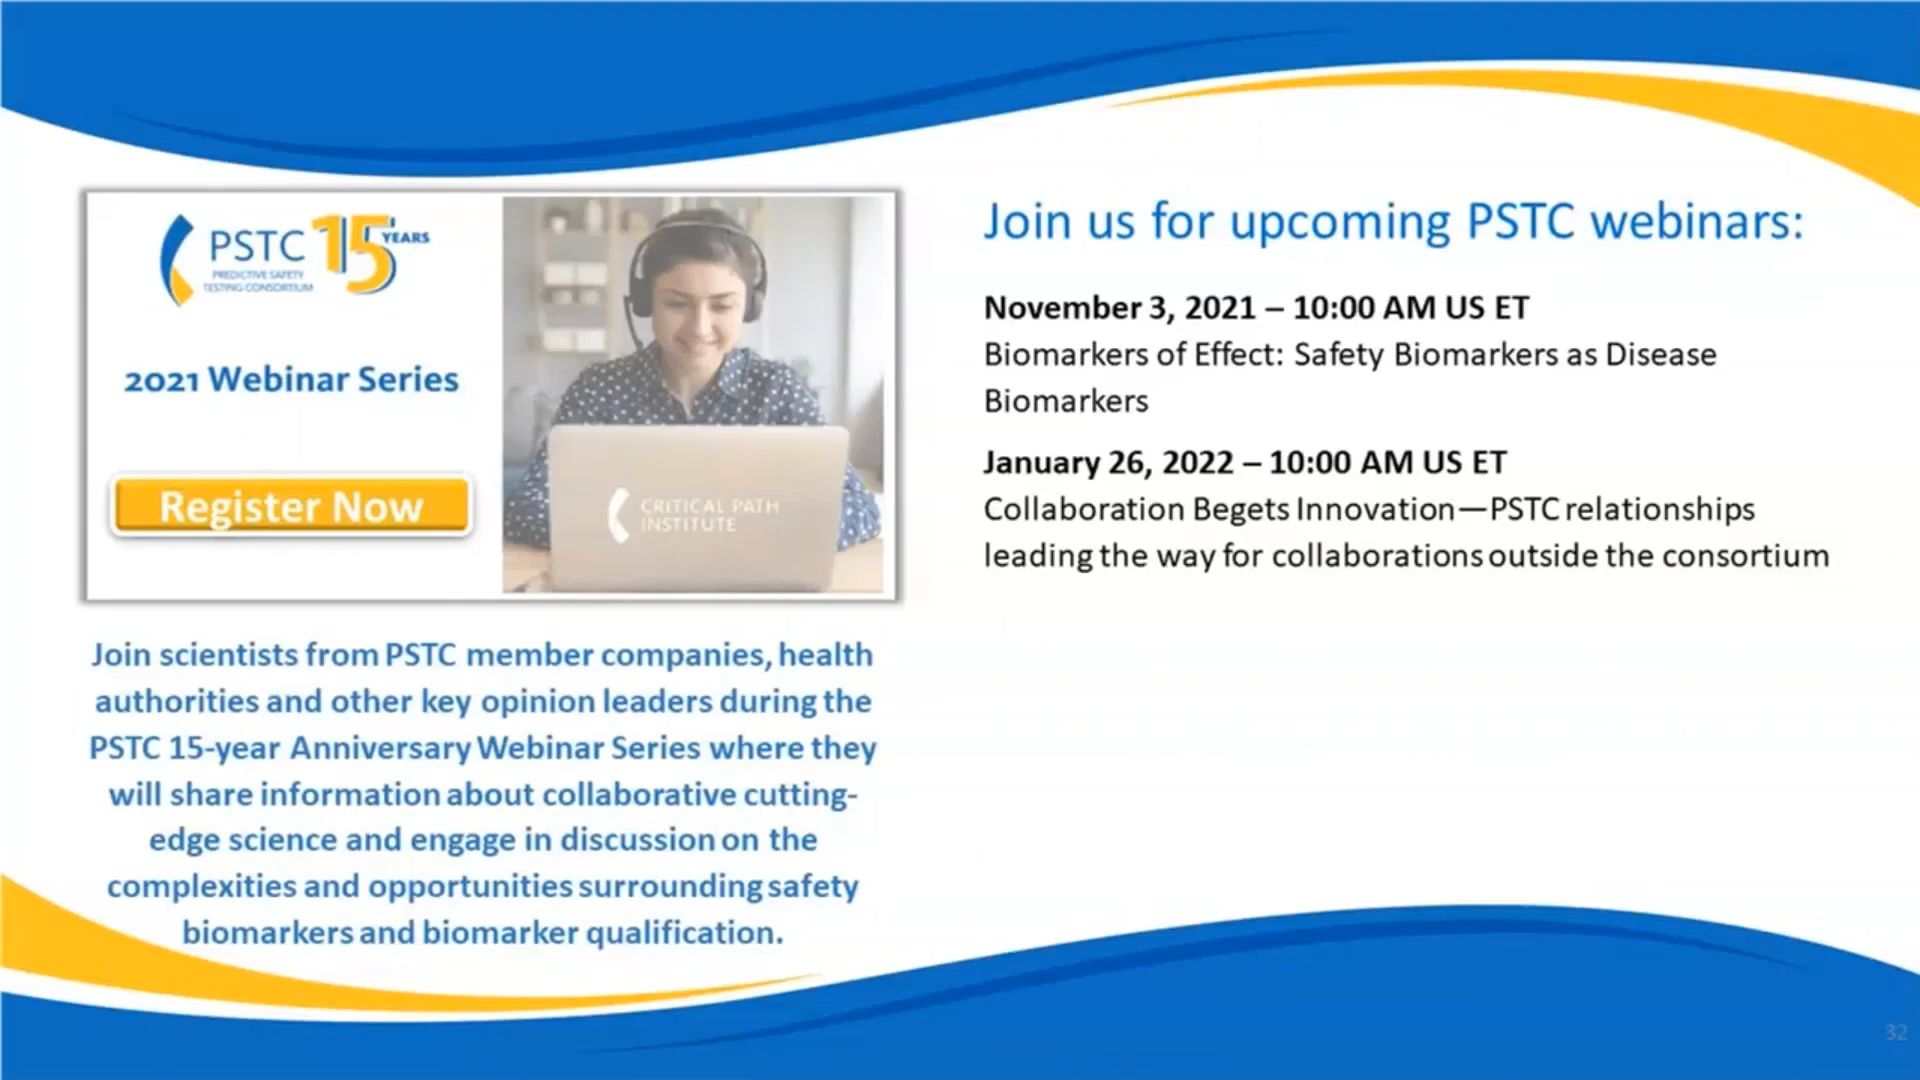 PSTC 15 YEARS
PREDICTIVE SAFETY
TESTING CONSORTIUM
2021 Webinar Series
Register Now
CRITICAL PATH
INSTITUTE
Join scientists from PSTC member companies, health
authorities and other key opinion leaders during the
PSTC 15-year Anniversary Webinar Series where they
will share information about collaborative cutting-
edge science and engage in discussion on the
complexities and opportunities surrounding safety
biomarkers and biomarker qualification.
Join us for upcoming PSTC webinars:
November 3, 2021 – 10:00 AM US ET
Biomarkers of Effect: Safety Biomarkers as Disease
Biomarkers
January 26, 2022 – 10:00 AM US ET
Collaboration Begets Innovation—PSTC relationships
leading the way for collaborations outside the consortium
32